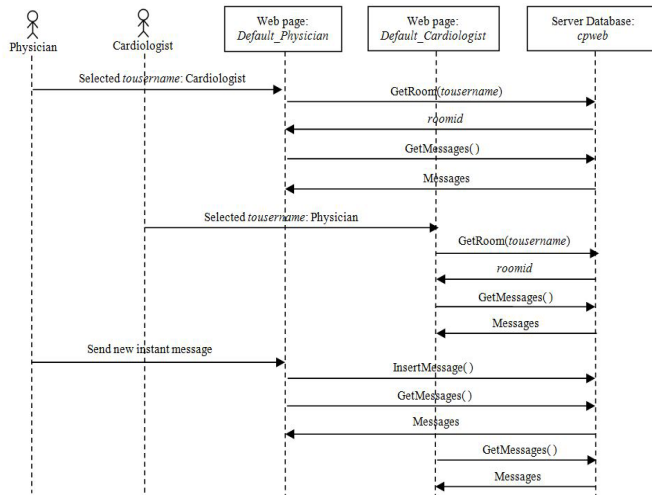 Physician
Cardiologist
Web page:
Default_Physician
Web page:
Default_Cardiologist
Server Database:
cpweb
Selected tousername: Cardiologist
GetRoom(tousername)
roomid
GetMessages( )
Messages
Selected tousername: Physician
GetRoom(tousername)
roomid
GetMessages( )
Messages
Send new instant message
InsertMessage( )
GetMessages( )
Messages
GetMessages( )
Messages